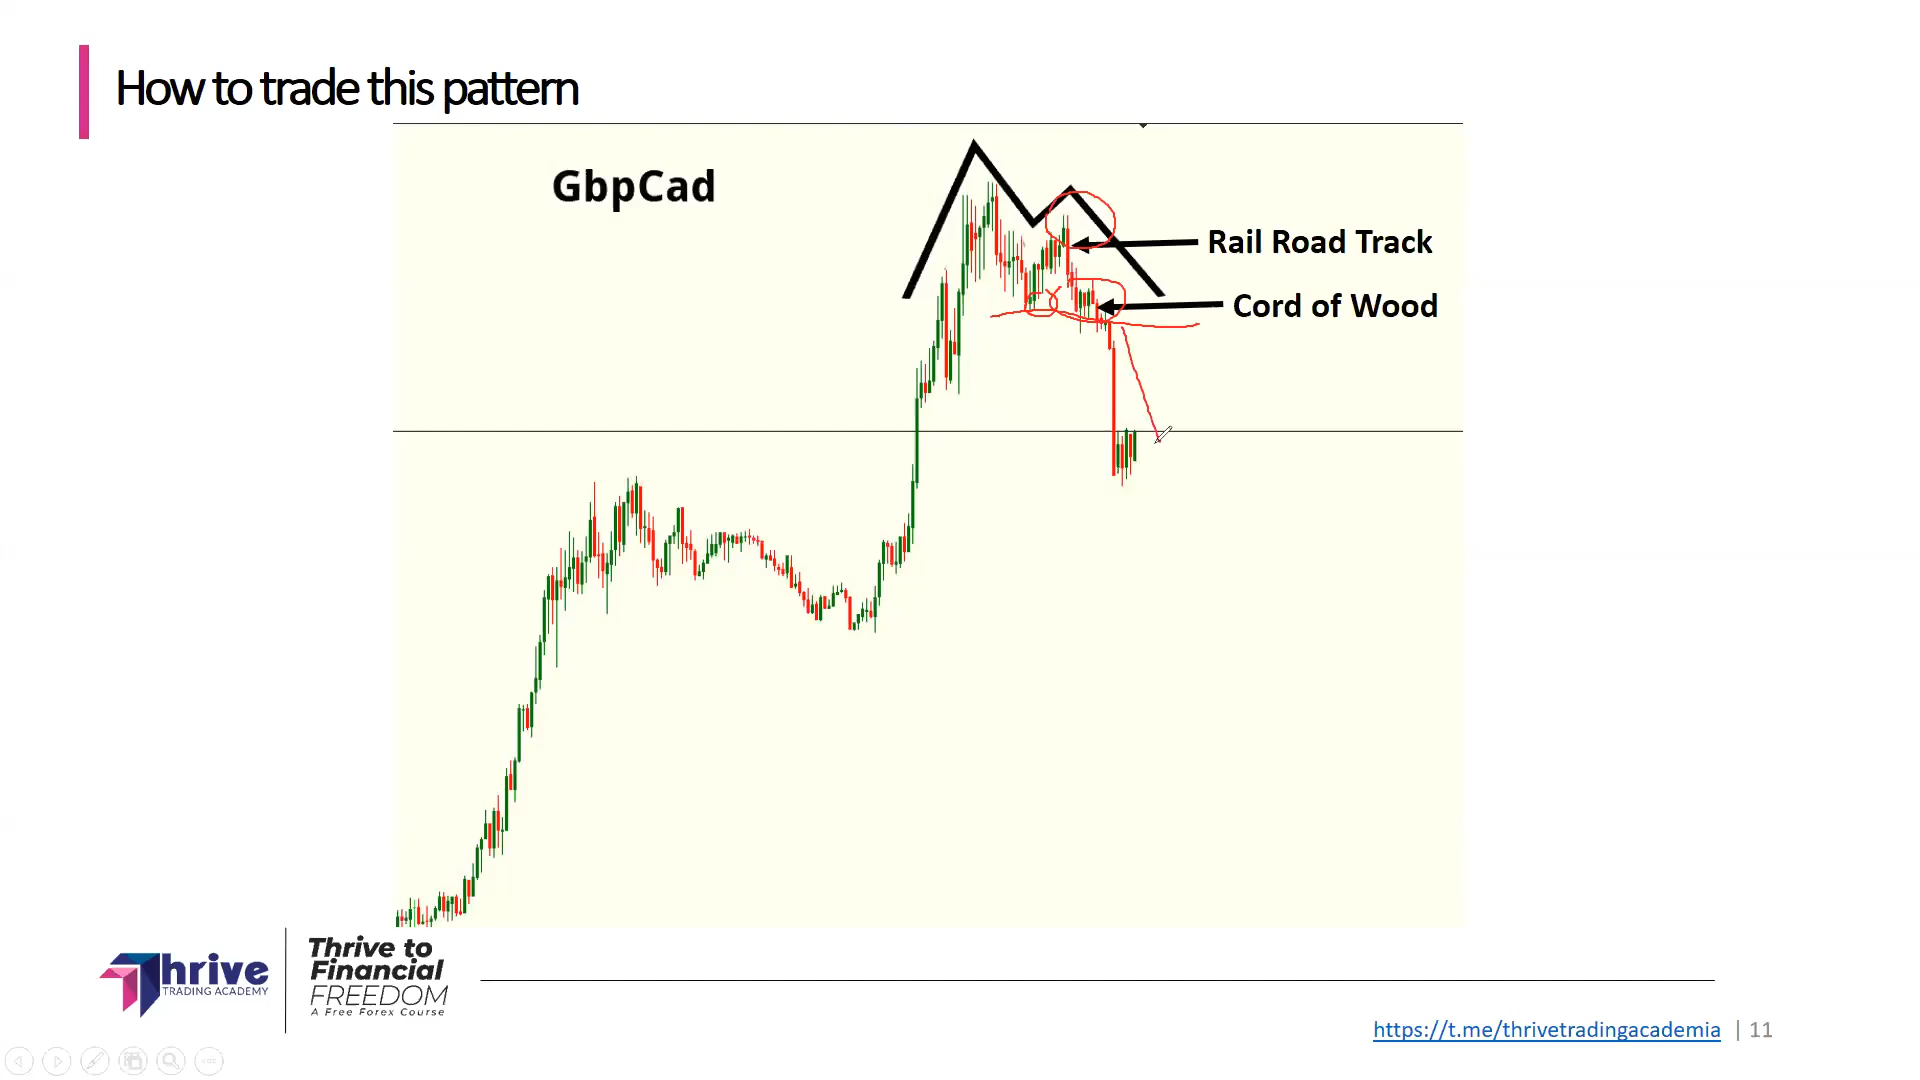 How to trade this pattern
GbpCad
Rail Road Track
Cord of Wood
Thrive
TRADING ACADEMY
Thrive to
Financial
FREEDOM
A Free Forex Course
https://t.me/thrivetradingacademia | 11